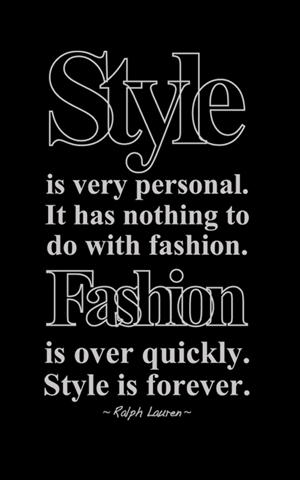 Style
is very personal.
It has nothing to
do with fashion.
Fashion
is over quickly.
Style is forever.
~ Ralph Lauren ~